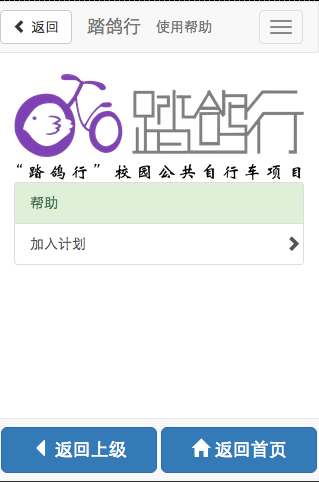 返回 踏鸽行 使用帮助
踏鸽行
“踏鸽行”校园公共自行车项目
帮助
加入计划
返回上级 返回首页